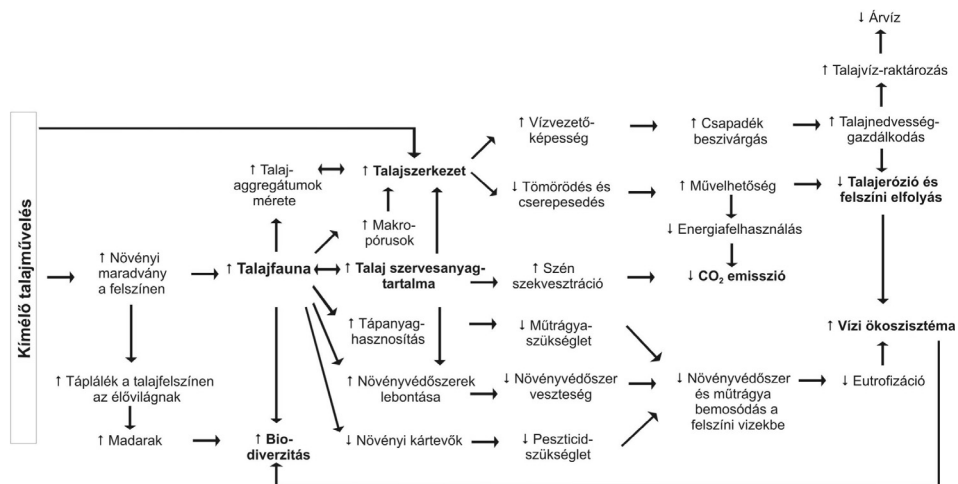 Kímélő talajművelés
↑ Növényi
maradvány
a felszínen
↑ Táplálék a talajfelszínen
az élővilágnak
↑ Madarak
↑ Talaj-
aggregátumok
mérete
↑ Talajfauna
↑ Bio-
diverzitás
↑ Talajszerkezet
↑ Makro-
pórusok
↑ Talaj szervesanyag-
tartalma
↑ Tápanyag-
hasznosítás
↑ Növényvédőszerek
lebontása
↓ Növényi kártevők
↑ Vízvezető-
képesség
↓ Tömörödés és
cserepesedés
↑ Szén
szekvesztráció
↓ Műtrágya-
szükséglet
↓ Növényvédőszer
veszteség
↓ Peszticid-
szükséglet
↑ Csapadék
beszivárgás
↑ Művelhetőség
↓ Energiafelhasználás
↓ CO₂ emisszió
↓ Növényvédőszer
és műtrágya
bemosódás a
felszíni vizekbe
↓ Árvíz
↑ Talajvíz-raktározás
↑ Talajnedvesség-
gazdálkodás
↓ Talajerózió és
felszíni elfolyás
↑ Vízi ökoszisztéma
↓ Eutrofizáció